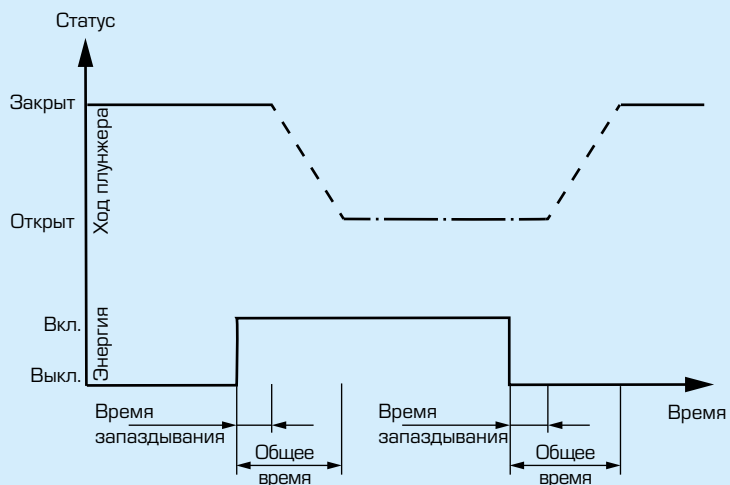 Статус
Закрыт
Ход плунжера
Открыт
Вкл.
Энергия
Выкл.
Время
запаздывания
Общее
время
Время
запаздывания
Общее
время
Время